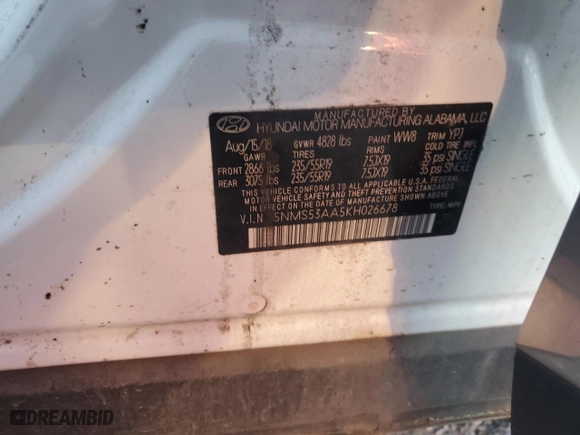 MANUFACTURED BY
HYUNDAI MOTOR MANUFACTURING ALABAMA, LLC
Aug/15/18 GVWR 4828 lbs PAINT WW8 TRIM YPJ
GAWR TIRES RIMS COLD TIRE INFL
FRONT 2866 lbs 235/55R19 7.5JX19 35 psi SINGLE
REAR 3075 lbs 235/55R19 7.5JX19 35 psi SINGLE
THIS VEHICLE CONFORMS TO ALL APPLICABLE U.S.A. FEDERAL
MOTOR VEHICLE SAFETY STANDARDS
IN EFFECT ON THE DATE OF MANUFACTURE SHOWN ABOVE
V.I.N 5NMS53AA5KH026678 TYPE: MPV
DREAMBID